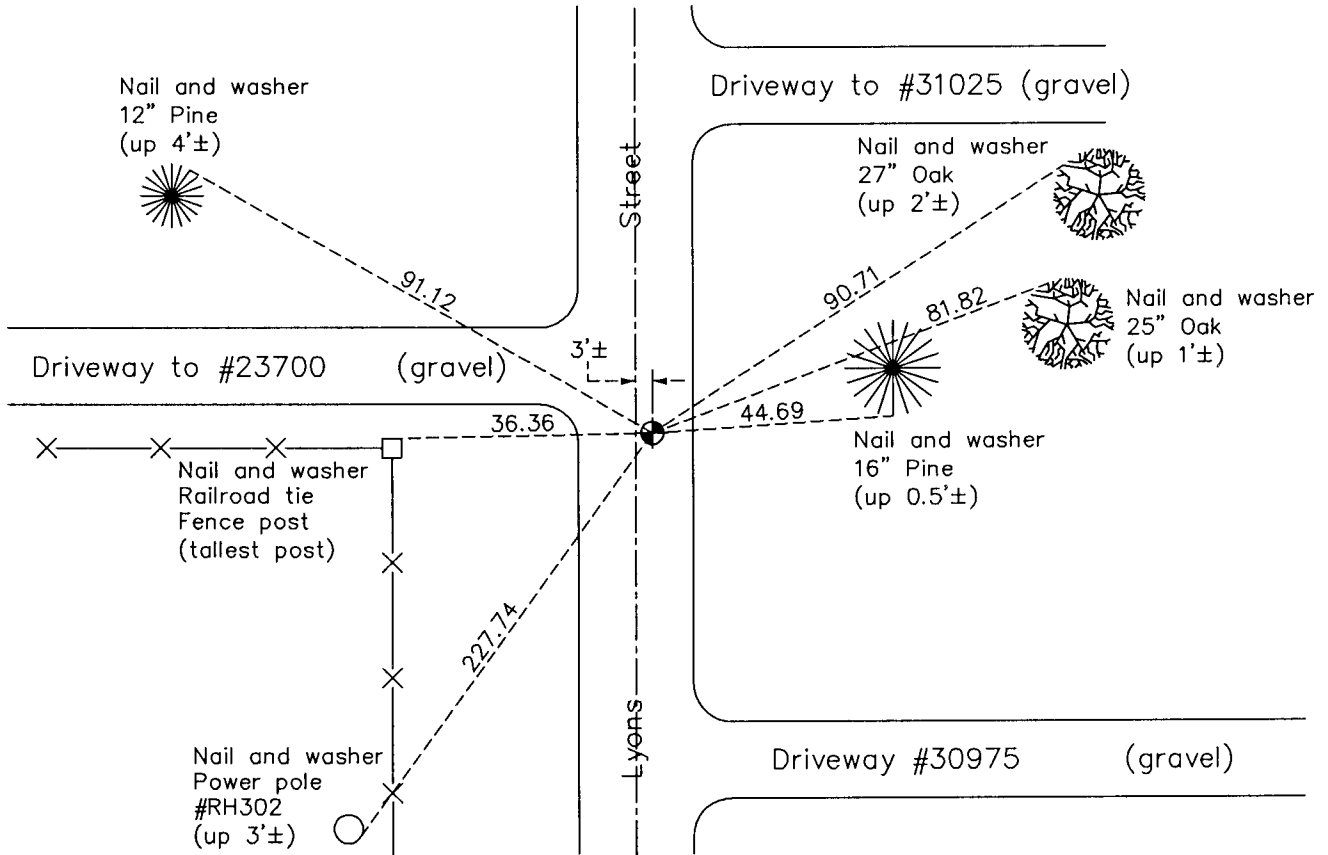 Nail and washer
12” Pine
(up 4'±)
Driveway to #31025 (gravel)
Street
Nail and washer
27” Oak
(up 2'±)
91.12
90.71
81.82
Nail and washer
25” Oak
(up 1'±)
Driveway to #23700 (gravel)
3'±
36.36
44.69
Nail and washer
16” Pine
(up 0.5'±)
Nail and washer
Railroad tie
Fence post
(tallest post)
227.74
Lyons
Nail and washer
Power pole
#RH302
(up 3'±)
Driveway #30975 (gravel)